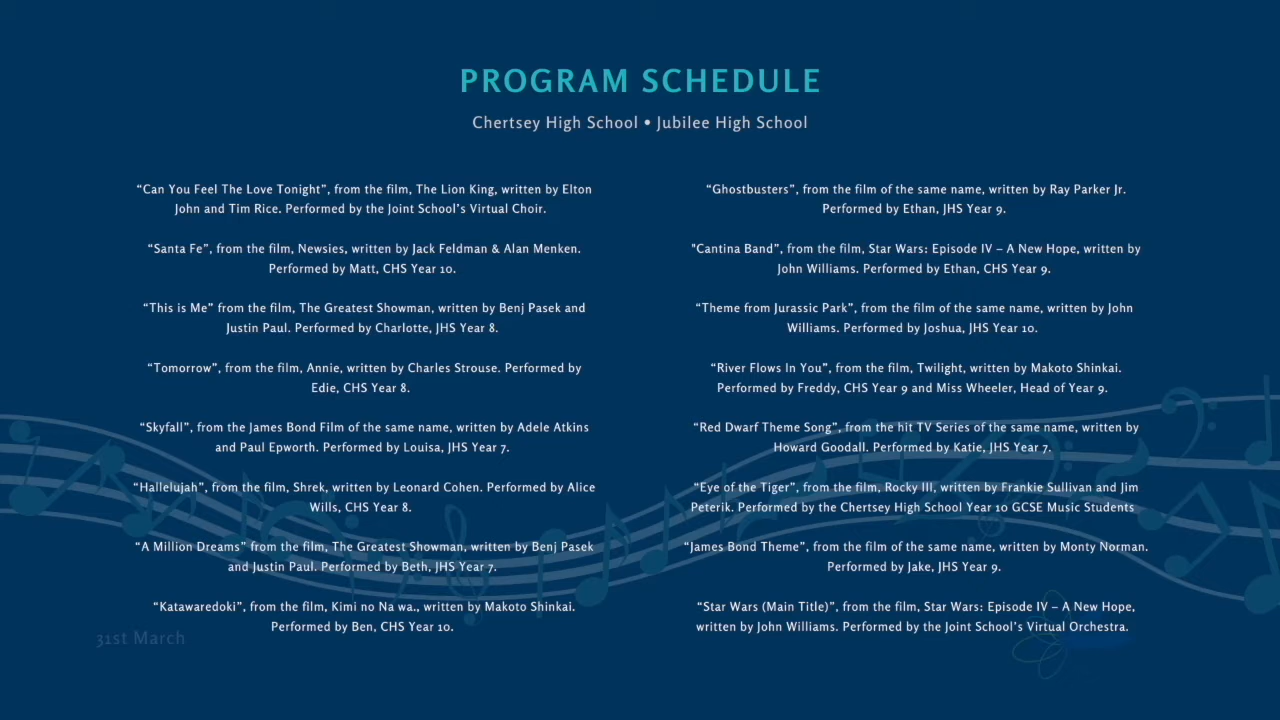 PROGRAM SCHEDULE
Chertsey High School • Jubilee High School
“Can You Feel The Love Tonight”, from the film, The Lion King, written by Elton
John and Tim Rice. Performed by the Joint School’s Virtual Choir.
“Santa Fe”, from the film, Newsies, written by Jack Feldman & Alan Menken.
Performed by Matt, CHS Year 10.
“This is Me” from the film, The Greatest Showman, written by Benj Pasek and
Justin Paul. Performed by Charlotte, JHS Year 8.
“Tomorrow”, from the film, Annie, written by Charles Strouse. Performed by
Edie, CHS Year 8.
“Skyfall”, from the James Bond Film of the same name, written by Adele Atkins
and Paul Epworth. Performed by Louisa, JHS Year 7.
“Hallelujah”, from the film, Shrek, written by Leonard Cohen. Performed by Alice
Wills, CHS Year 8.
“A Million Dreams” from the film, The Greatest Showman, written by Benj Pasek
and Justin Paul. Performed by Beth, JHS Year 7.
“Katawaredoki”, from the film, Kimi no Na wa., written by Makoto Shinkai.
Performed by Ben, CHS Year 10.
31st March
“Ghostbusters”, from the film of the same name, written by Ray Parker Jr.
Performed by Ethan, JHS Year 9.
"Cantina Band”, from the film, Star Wars: Episode IV – A New Hope, written by
John Williams. Performed by Ethan, CHS Year 9.
“Theme from Jurassic Park”, from the film of the same name, written by John
Williams. Performed by Joshua, JHS Year 10.
“River Flows In You”, from the film, Twilight, written by Makoto Shinkai.
Performed by Freddy, CHS Year 9 and Miss Wheeler, Head of Year 9.
“Red Dwarf Theme Song”, from the hit TV Series of the same name, written by
Howard Goodall. Performed by Katie, JHS Year 7.
“Eye of the Tiger”, from the film, Rocky III, written by Frankie Sullivan and Jim
Peterik. Performed by the Chertsey High School Year 10 GCSE Music Students
“James Bond Theme”, from the film of the same name, written by Monty Norman.
Performed by Jake, JHS Year 9.
“Star Wars (Main Title)”, from the film, Star Wars: Episode IV – A New Hope,
written by John Williams. Performed by the Joint School’s Virtual Orchestra.